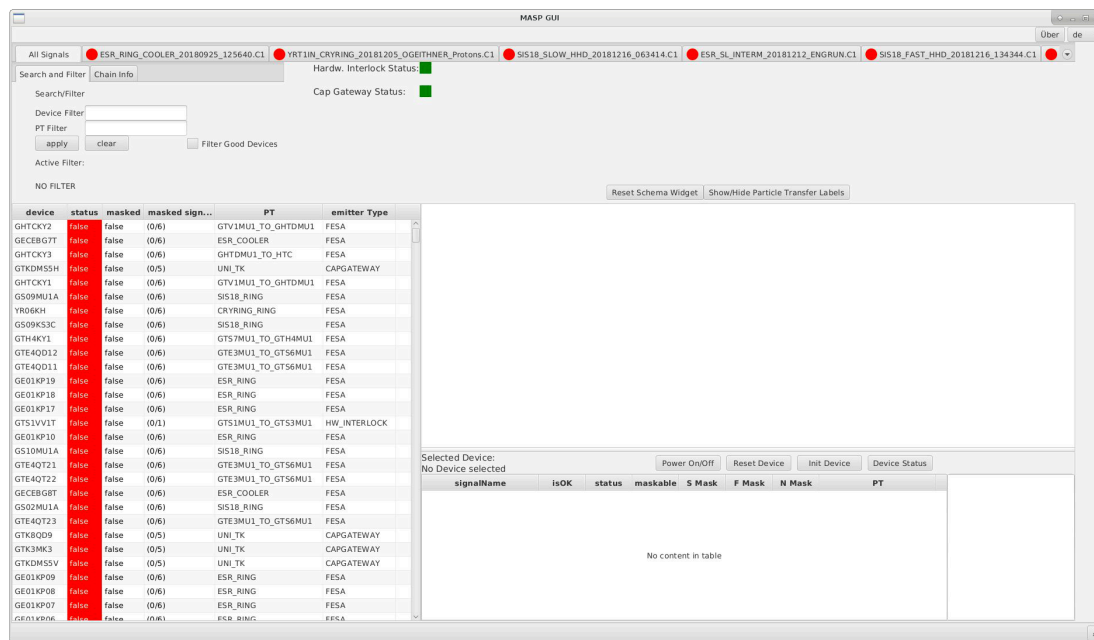 MASP GUI
Über de
All Signals ESR_RING_COOLER_20180925_125640.C1 YRT1IN_CRYRING_20181205_OGEITHNER_Protons.C1 SIS18_SLOW_HHD_20181216_063414.C1 ESR_SL_INTERM_20181212_ENGRUN.C1 SIS18_FAST_HHD_20181216_134344.C1
Search and Filter Chain Info
Hardw. Interlock Status:
Search/Filter
Cap Gateway Status:
Device Filter
PT Filter
apply clear Filter Good Devices
Active Filter:
NO FILTER
Reset Schema Widget Show/Hide Particle Transfer Labels
device status masked masked sign... PT emitter Type
GHTCKY2 false false (0/6) GTV1MU1_TO_GHTDMU1 FESA
GECEBG7T false false (0/6) ESR_COOLER FESA
GHTCKY3 false false (0/6) GHTDMU1_TO_HTC FESA
GTKDMS5H false false (0/5) UNI_TK CAPGATEWAY
GHTCKY1 false false (0/6) GTV1MU1_TO_GHTDMU1 FESA
GS09MU1A false false (0/6) SIS18_RING FESA
YR06KH false false (0/6) CRYRING_RING FESA
GS09KS3C false false (0/6) SIS18_RING FESA
GTH4KY1 false false (0/6) GTS7MU1_TO_GTH4MU1 FESA
GTE4QD12 false false (0/6) GTE3MU1_TO_GTS6MU1 FESA
GTE4QD11 false false (0/6) GTE3MU1_TO_GTS6MU1 FESA
GE01KP19 false false (0/6) ESR_RING FESA
GE01KP18 false false (0/6) ESR_RING FESA
GE01KP17 false false (0/6) ESR_RING FESA
GTS1VV1T false false (0/1) GTS1MU1_TO_GTS3MU1 HW_INTERLOCK
GE01KP10 false false (0/6) ESR_RING FESA
GS10MU1A false false (0/6) SIS18_RING FESA
GTE4QT21 false false (0/6) GTE3MU1_TO_GTS6MU1 FESA
GTE4QT22 false false (0/6) GTE3MU1_TO_GTS6MU1 FESA
GECEBG8T false false (0/6) ESR_COOLER FESA
GS02MU1A false false (0/6) SIS18_RING FESA
GTE4QT23 false false (0/6) GTE3MU1_TO_GTS6MU1 FESA
GTK8QD9 false false (0/5) UNI_TK CAPGATEWAY
GTK3MK3 false false (0/5) UNI_TK CAPGATEWAY
GTKDMS5V false false (0/5) UNI_TK CAPGATEWAY
GE01KP09 false false (0/6) ESR_RING FESA
GE01KP08 false false (0/6) ESR_RING FESA
GE01KP07 false false (0/6) ESR_RING FESA
GE01KP06 false false (0/6) ESR_RING FESA
Selected Device:
No Device selected
Power On/Off Reset Device Init Device Device Status
signalName isOK status maskable S Mask F Mask N Mask PT
No content in table